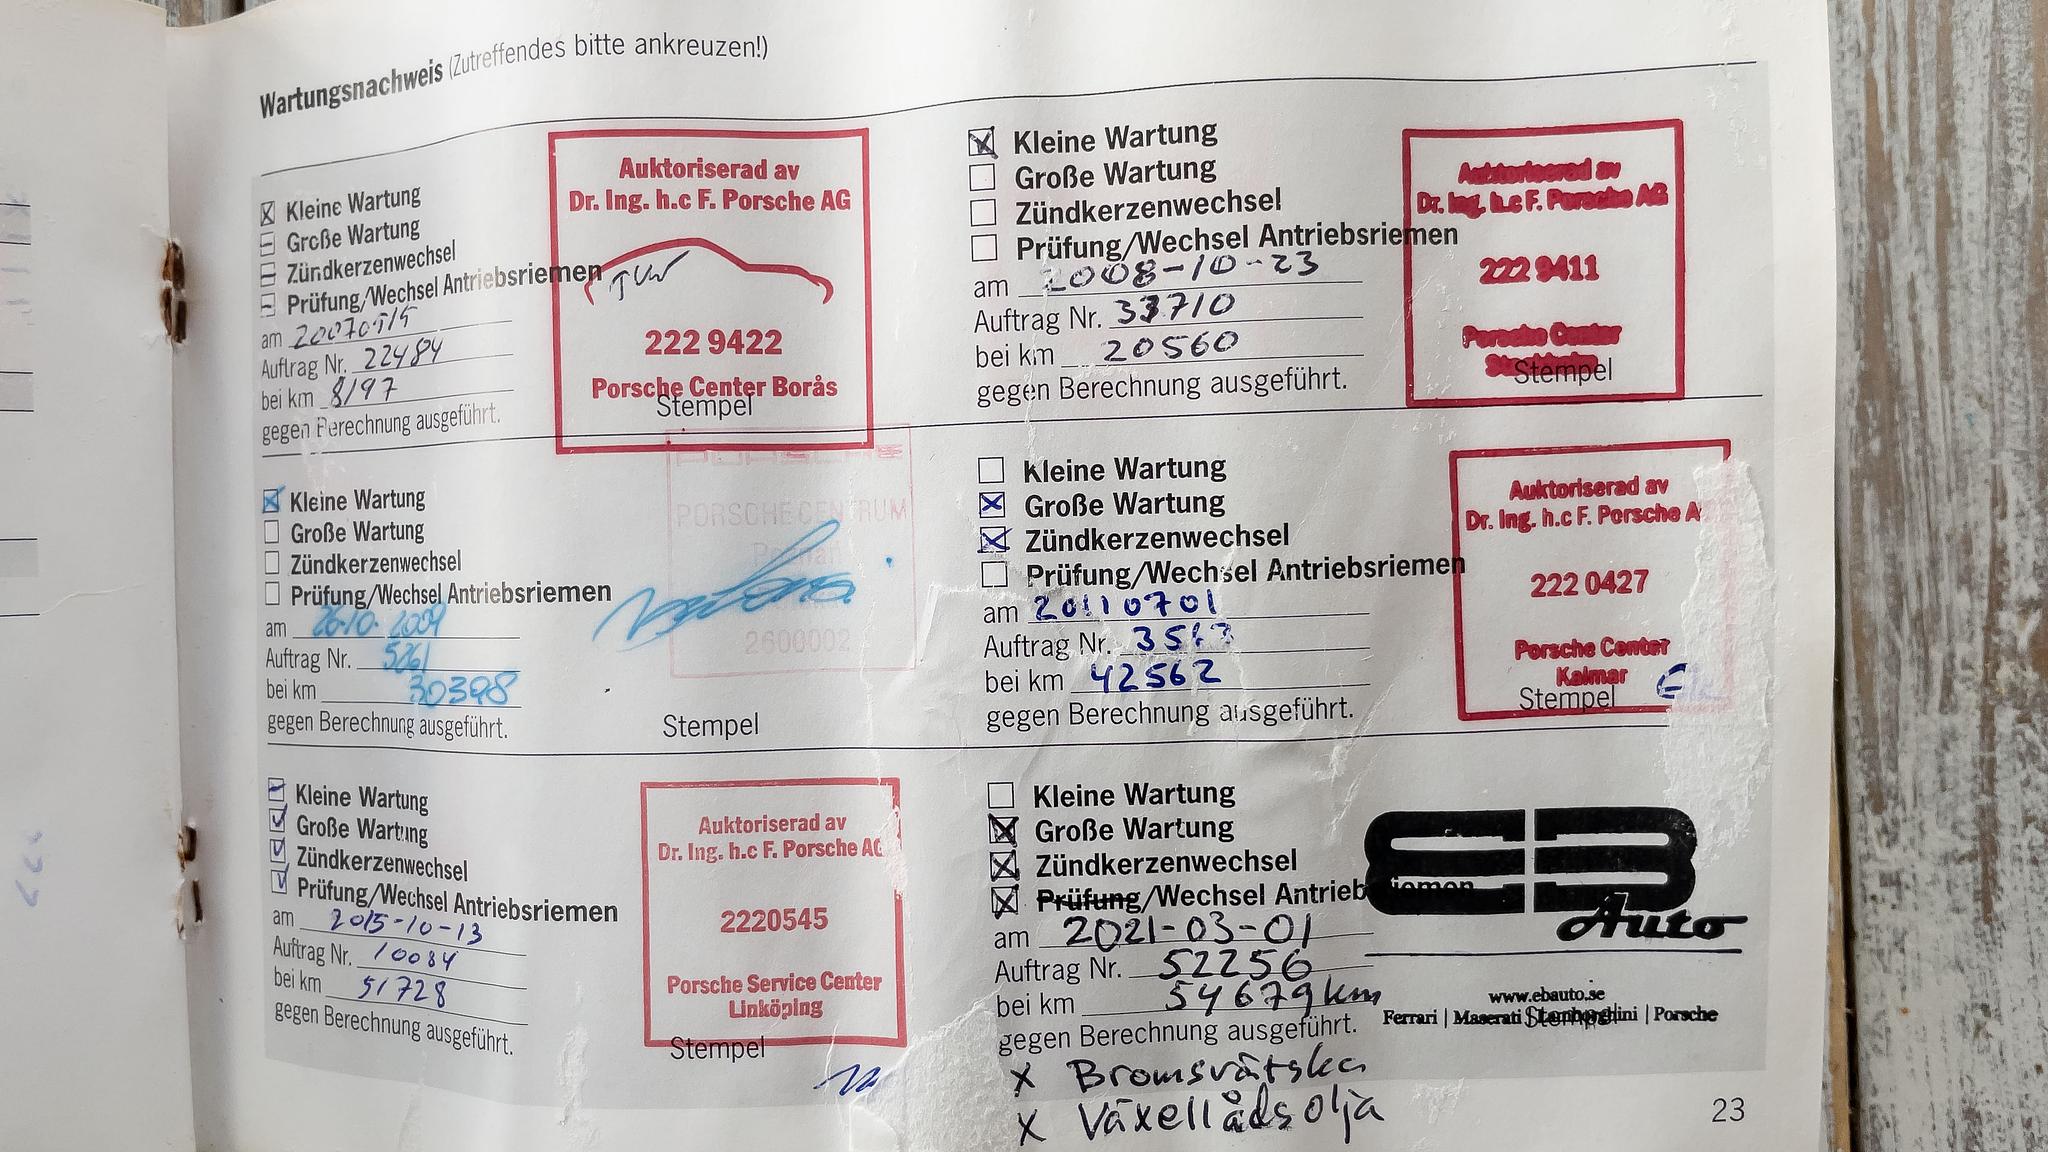 Wartungsnachweis (Zutreffendes bitte ankreuzen!)
Kleine Wartung
Große Wartung
Zündkerzenwechsel
Prüfung/Wechsel Antriebsriemen
am
Auftrag Nr. 22484
bei km 8197
gegen Berechnung ausgeführt.
Auktoriserad av
Dr. Ing. h.c F. Porsche AG
222 9422
Porsche Center Borås
Stempel
Kleine Wartung
Große Wartung
Zündkerzenwechsel
Prüfung/Wechsel Antriebsriemen
am 2008-10-23
Auftrag Nr. 33710
bei km 20560
gegen Berechnung ausgeführt.
Auktoriserad av
Dr. Ing. h.c F. Porsche AG
222 9411
Porsche Center
Stempel
Kleine Wartung
Große Wartung
Zündkerzenwechsel
Prüfung/Wechsel Antriebsriemen
am 26.10.2009
Auftrag Nr. 5261
bei km 30398
gegen Berechnung ausgeführt.
PORSCHE
PORSCHE CENTRUM
2600002
Stempel
Kleine Wartung
Große Wartung
Zündkerzenwechsel
Prüfung/Wechsel Antriebsriemen
am 20110701
Auftrag Nr.
bei km 42562
gegen Berechnung ausgeführt.
Auktoriserad av
Dr. Ing. h.c F. Porsche A
222 0427
Porsche Center
Kalmar
Stempel
Kleine Wartung
Große Wartung
Zündkerzenwechsel
Prüfung/Wechsel Antriebsriemen
am 2015-10-13
Auftrag Nr. 10084
bei km 51728
gegen Berechnung ausgeführt.
Auktoriserad av
Dr. Ing. h.c F. Porsche AG
2220545
Porsche Service Center
Linköping
Stempel
Kleine Wartung
Große Wartung
Zündkerzenwechsel
Prüfung/Wechsel Antriebsriemen
am 2021-03-01
Auftrag Nr. 52256
bei km 54679km
gegen Berechnung ausgeführt.
EB
Auto
www.ebauto.se
Ferrari | Maserati | Lamborghini | Porsche
Stempel
x Bromsvätska
x Växellådsolja
23